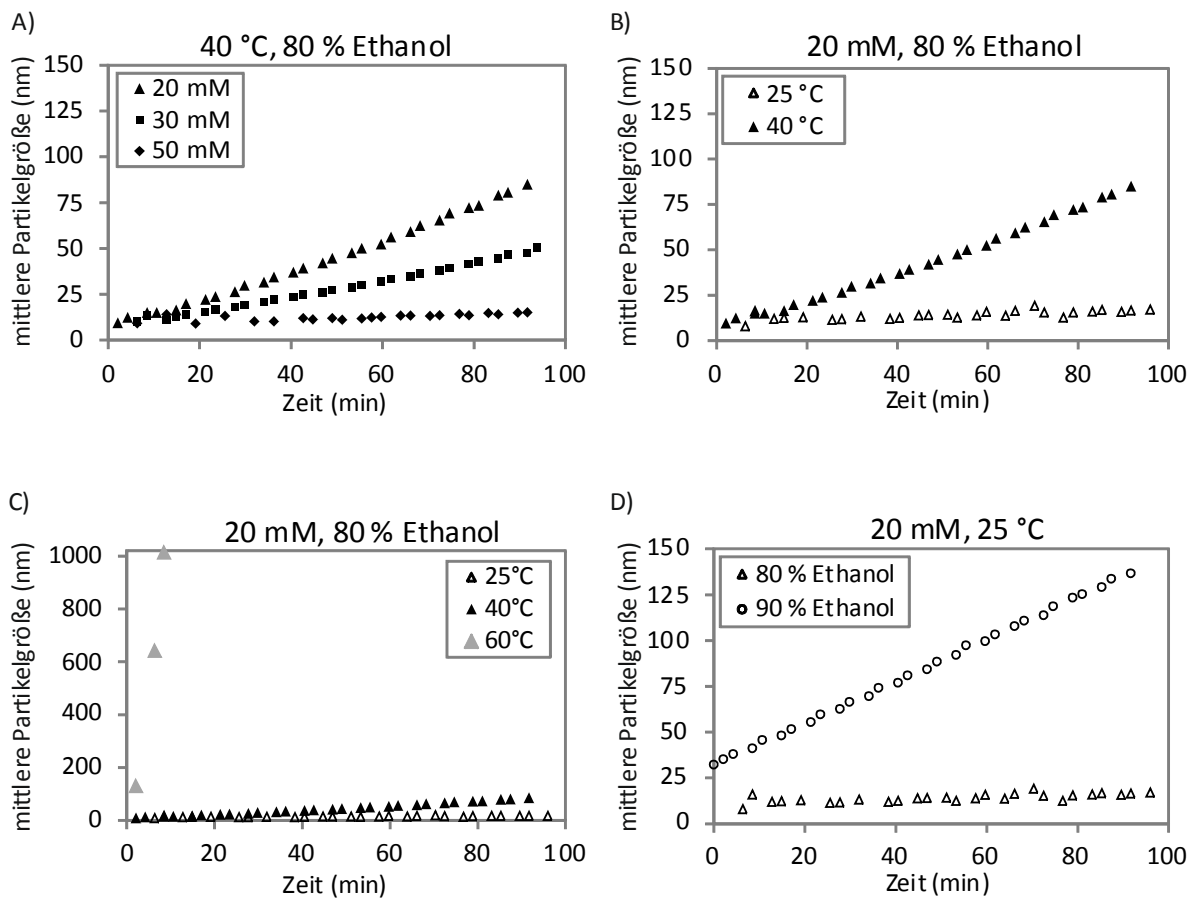 A)
40 °C, 80 % Ethanol
mittlere Partikelgröße (nm)
150
125
100
75
50
25
0
20 mM
30 mM
50 mM
0 20 40 60 80 100
Zeit (min)
B)
20 mM, 80 % Ethanol
mittlere Partikelgröße (nm)
150
125
100
75
50
25
0
25 °C
40 °C
0 20 40 60 80 100
Zeit (min)
C)
20 mM, 80 % Ethanol
mittlere Partikelgröße (nm)
1000
800
600
400
200
0
25°C
40°C
60°C
0 20 40 60 80 100
Zeit (min)
D)
20 mM, 25 °C
mittlere Partikelgröße (nm)
150
125
100
75
50
25
0
80 % Ethanol
90 % Ethanol
0 20 40 60 80 100
Zeit (min)